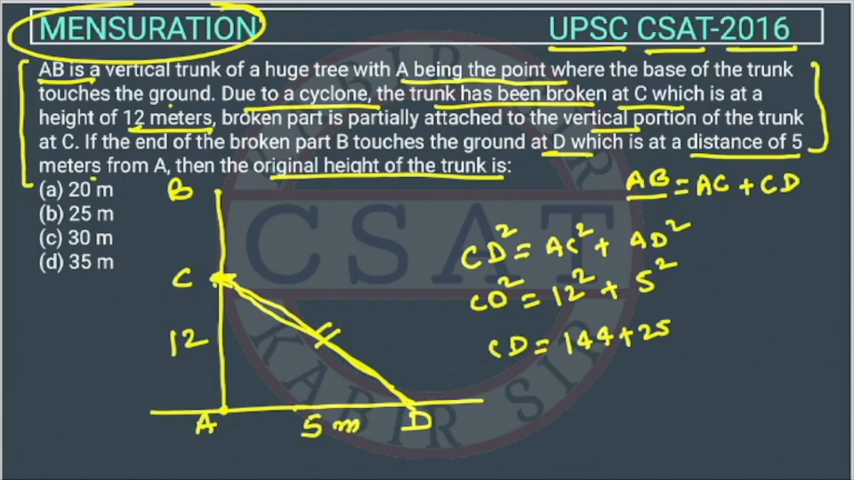 MENSURATION
UPSC CSAT-2016
AB is a vertical trunk of a huge tree with A being the point where the base of the trunk
touches the ground. Due to a cyclone, the trunk has been broken at C which is at a
height of 12 meters, broken part is partially attached to the vertical portion of the trunk
at C. If the end of the broken part B touches the ground at D which is at a distance of 5
meters from A, then the original height of the trunk is:
(a) 20 m
(b) 25 m
(c) 30 m
(d) 35 m
B
AB = AC + CD
CD² = AC² + AD²
C
CD² = 12² + 5²
12
CD = 144+25
A
5 m
D
CSAT
KABIR SIR